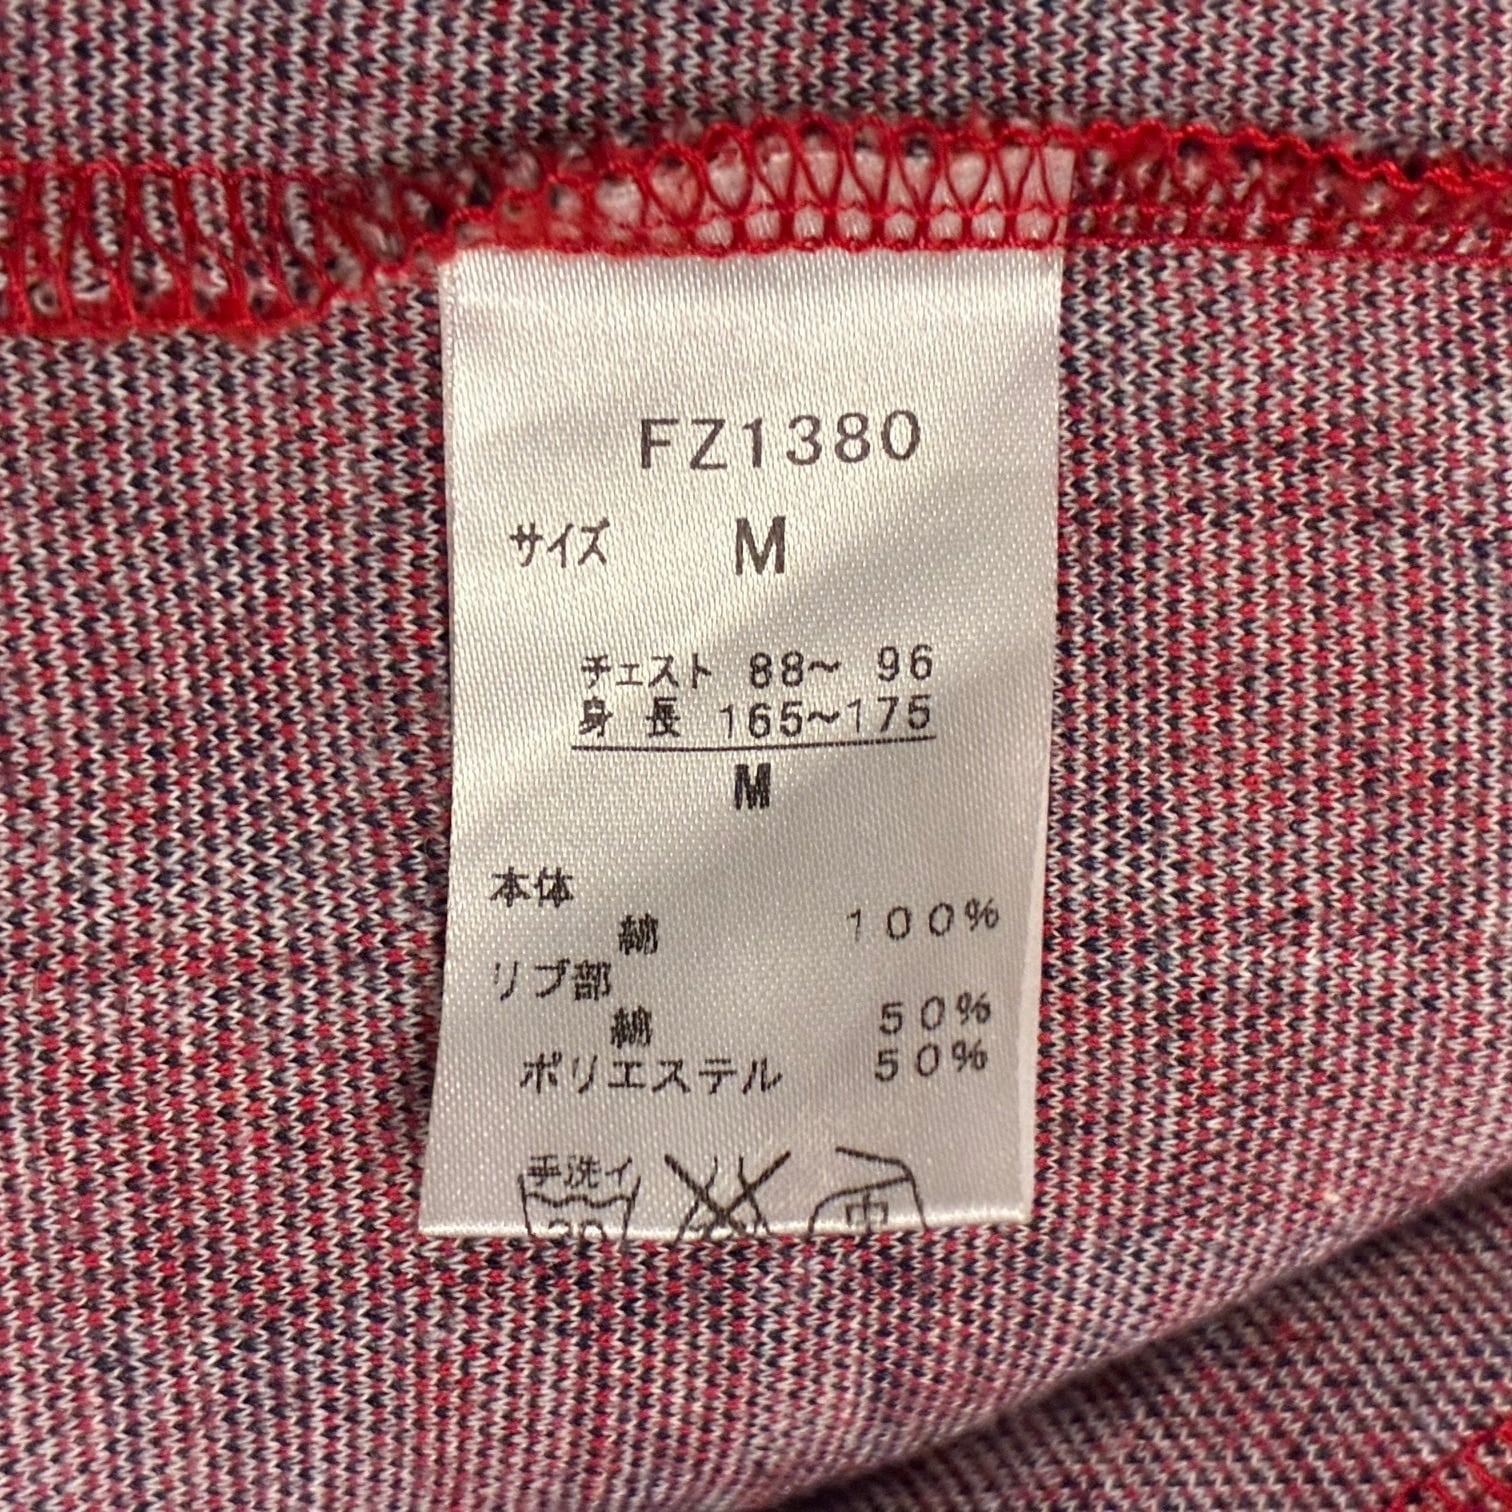 FZ1380
サイズ M
チェスト 88～ 96
身 長 165～175
M
本体
綿 100%
リブ部
綿 50%
ポリエステル 50%
手洗イ
中